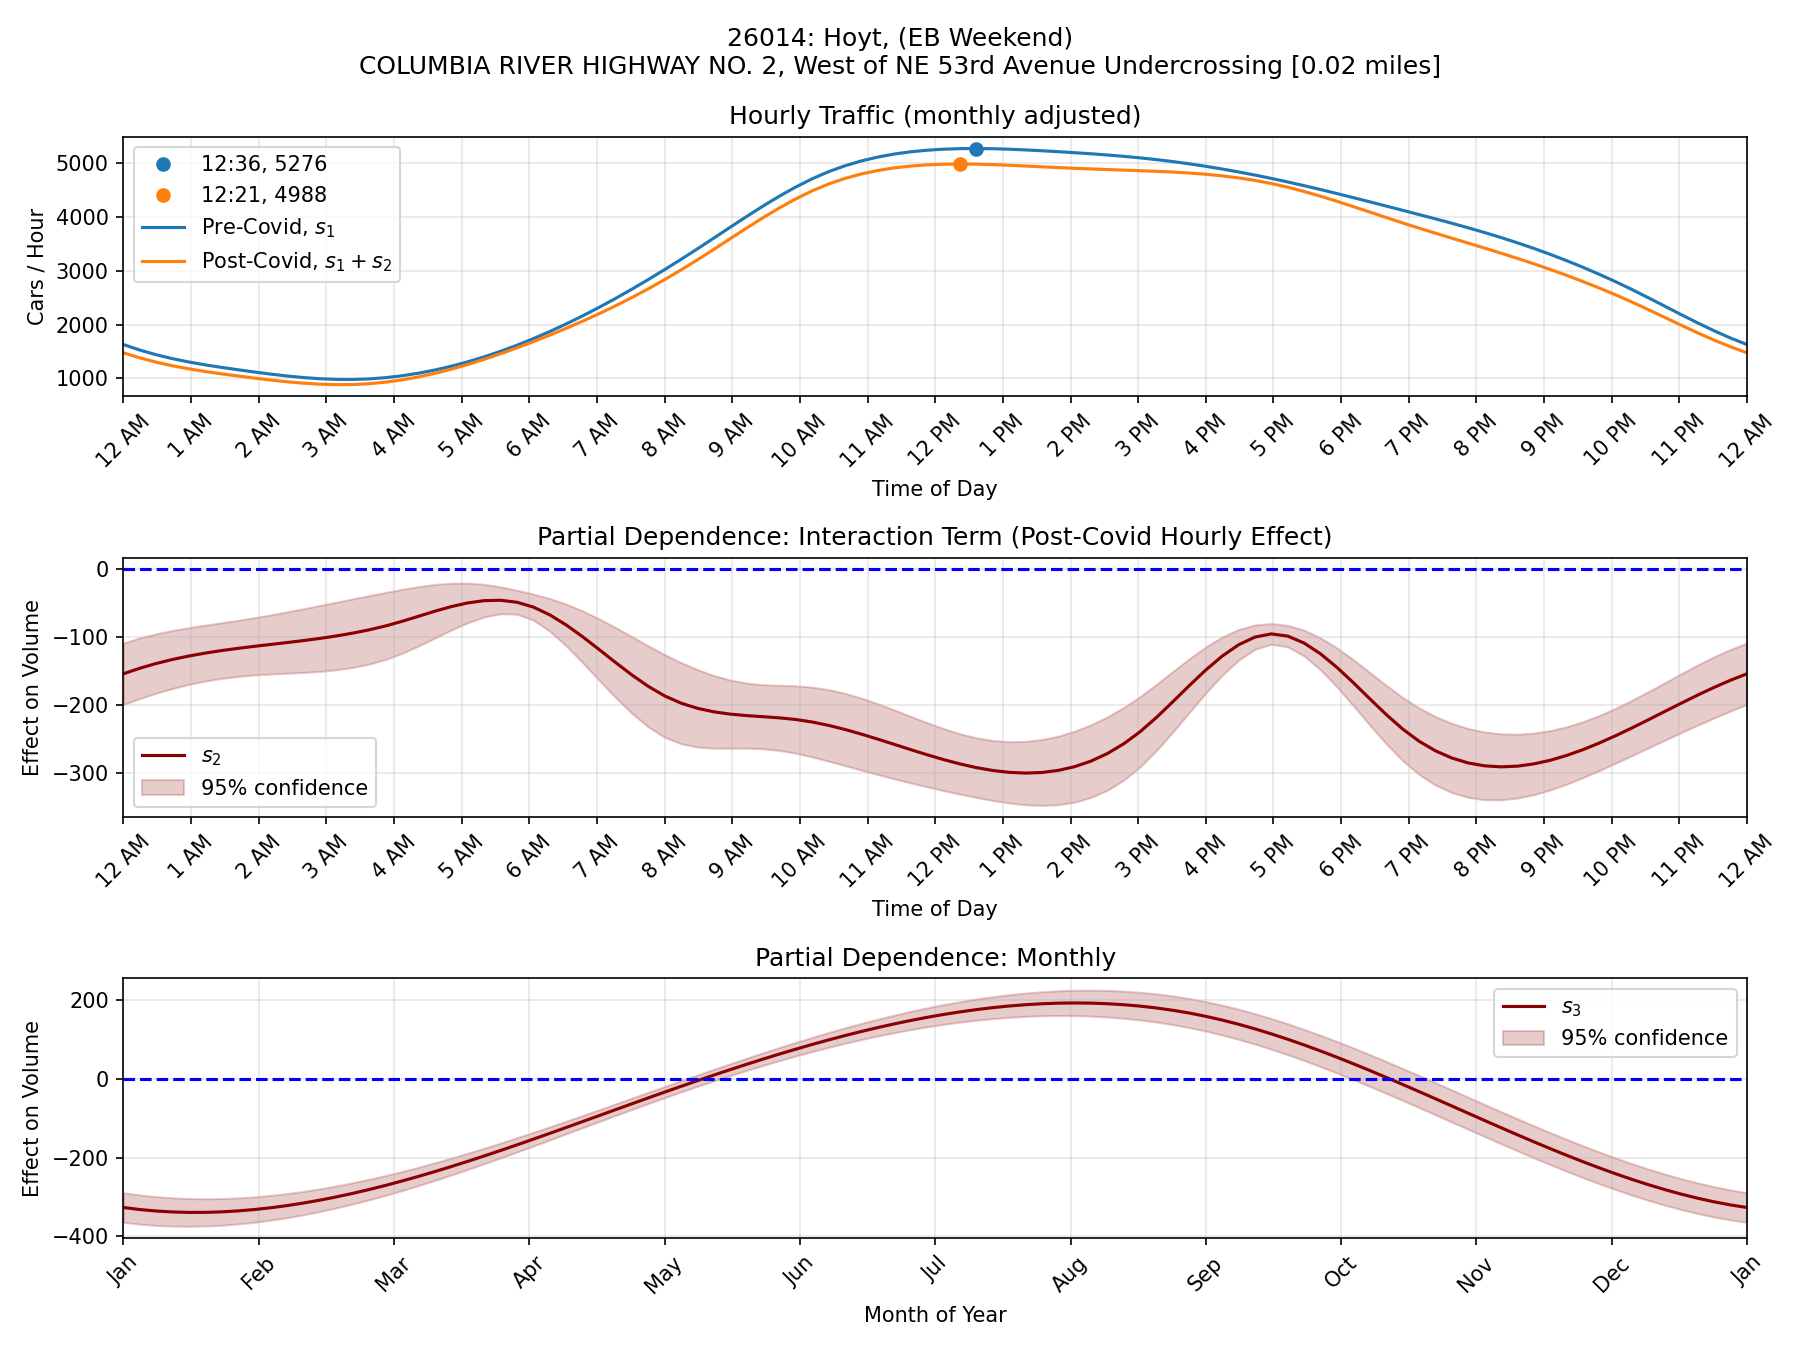 26014: Hoyt, (EB Weekend)
COLUMBIA RIVER HIGHWAY NO. 2, West of NE 53rd Avenue Undercrossing [0.02 miles]
Hourly Traffic (monthly adjusted)
12:36, 5276
12:21, 4988
Pre-Covid, s1
Post-Covid, s1 + s2
Cars / Hour
5000
4000
3000
2000
1000
12 AM 1 AM 2 AM 3 AM 4 AM 5 AM 6 AM 7 AM 8 AM 9 AM 10 AM 11 AM 12 PM 1 PM 2 PM 3 PM 4 PM 5 PM 6 PM 7 PM 8 PM 9 PM 10 PM 11 PM 12 AM
Time of Day
Partial Dependence: Interaction Term (Post-Covid Hourly Effect)
Effect on Volume
0
−100
−200
−300
s2
95% confidence
12 AM 1 AM 2 AM 3 AM 4 AM 5 AM 6 AM 7 AM 8 AM 9 AM 10 AM 11 AM 12 PM 1 PM 2 PM 3 PM 4 PM 5 PM 6 PM 7 PM 8 PM 9 PM 10 PM 11 PM 12 AM
Time of Day
Partial Dependence: Monthly
Effect on Volume
200
0
−200
−400
s3
95% confidence
Jan Feb Mar Apr May Jun Jul Aug Sep Oct Nov Dec Jan
Month of Year